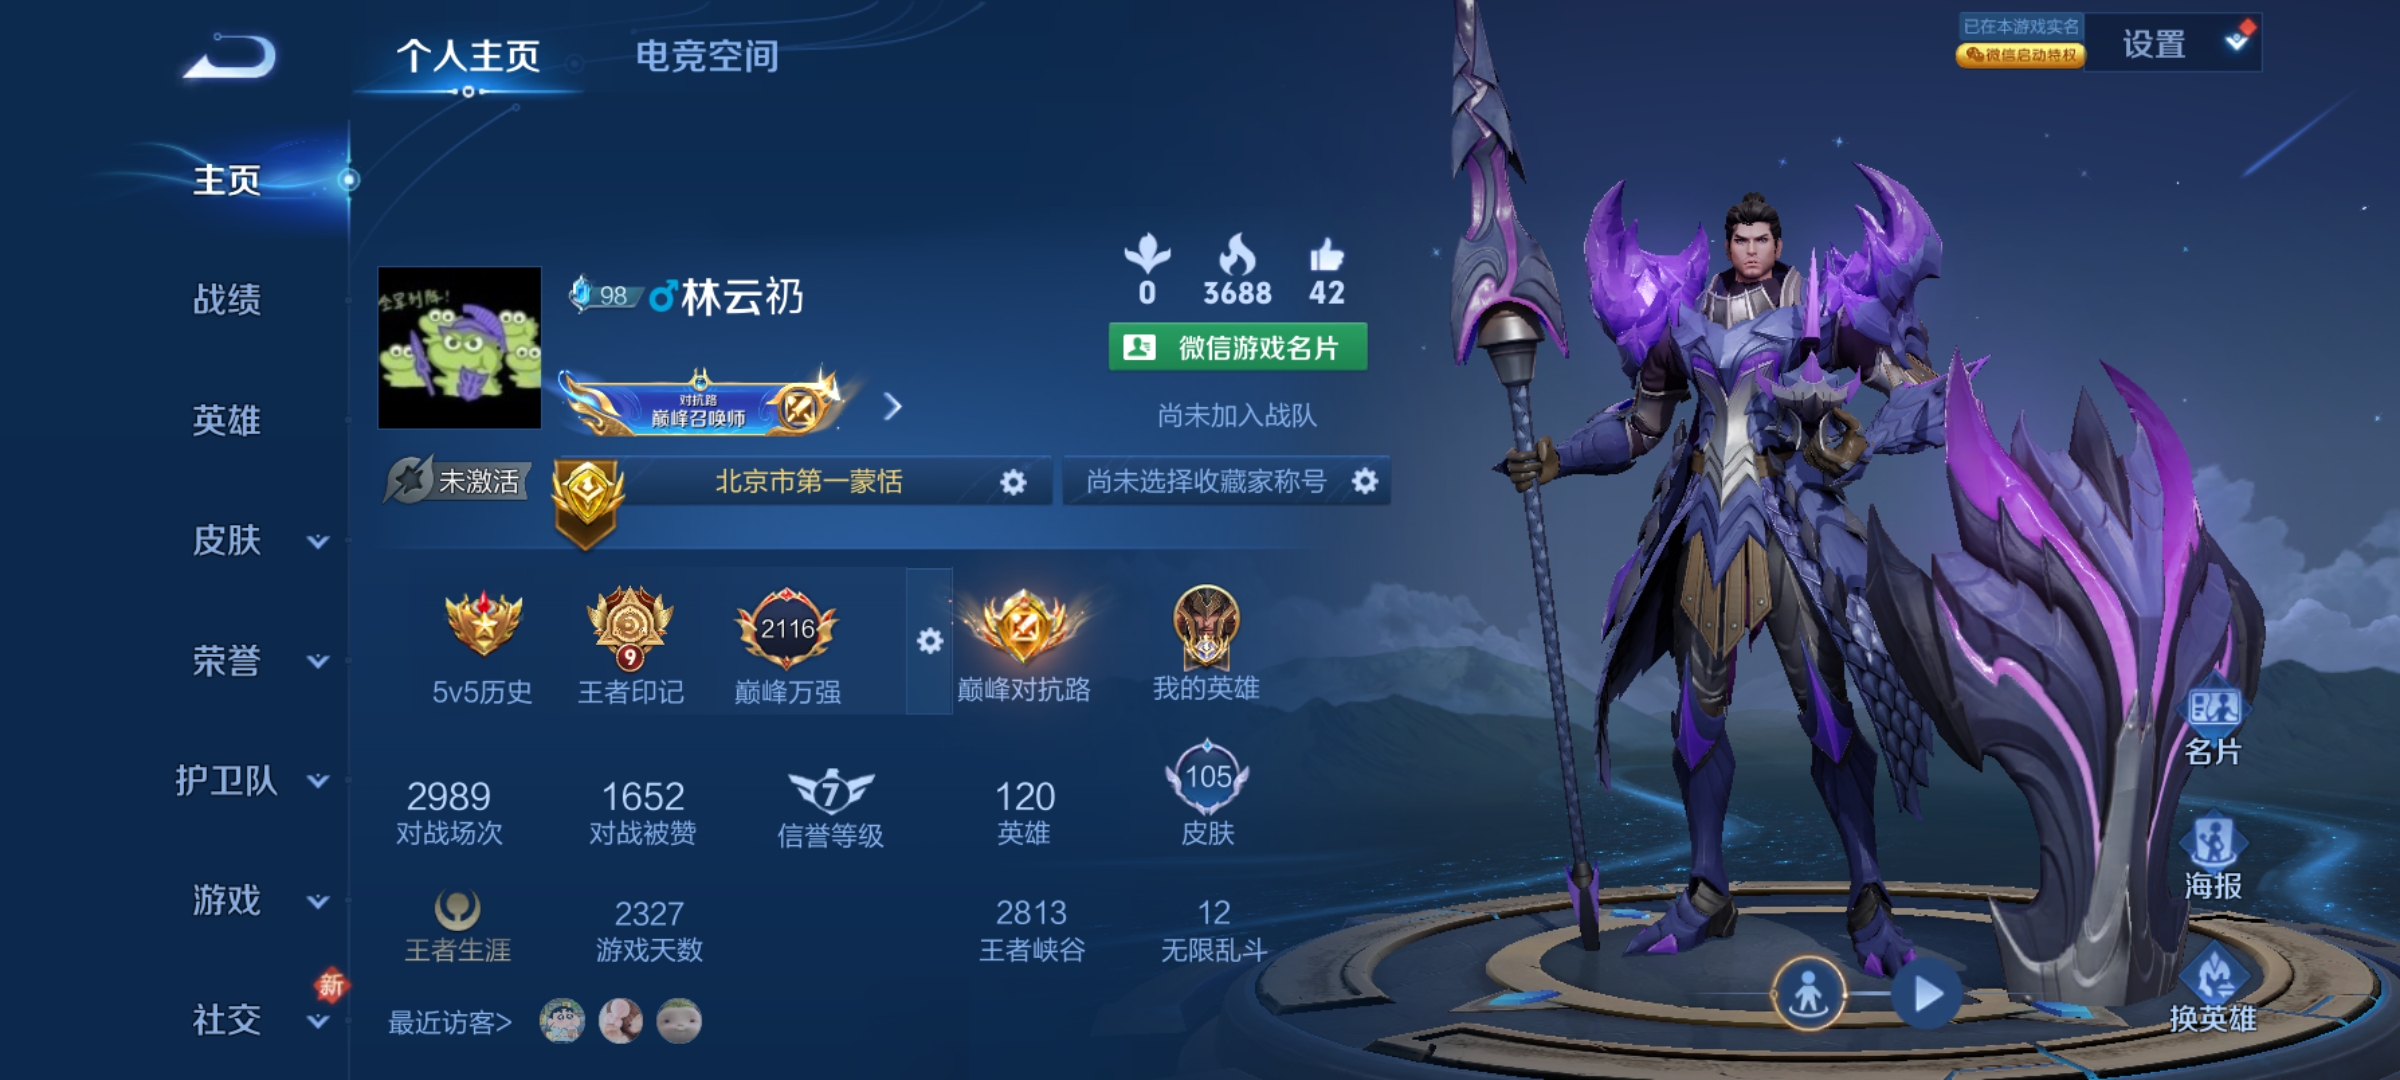 个人主页
电竞空间
已在本游戏实名
微信启动特权
设置
主页
战绩
英雄
皮肤
荣誉
护卫队
游戏
新
社交
全军列阵!
98
林云礽
对抗路
巅峰召唤师
0
3688
42
微信游戏名片
尚未加入战队
未激活
北京市第一蒙恬
尚未选择收藏家称号
5v5历史
9
王者印记
2116
巅峰万强
巅峰对抗路
我的英雄
2989
对战场次
1652
对战被赞
7
信誉等级
120
英雄
105
皮肤
王者生涯
2327
游戏天数
2813
王者峡谷
12
无限乱斗
最近访客>
名片
海报
换英雄